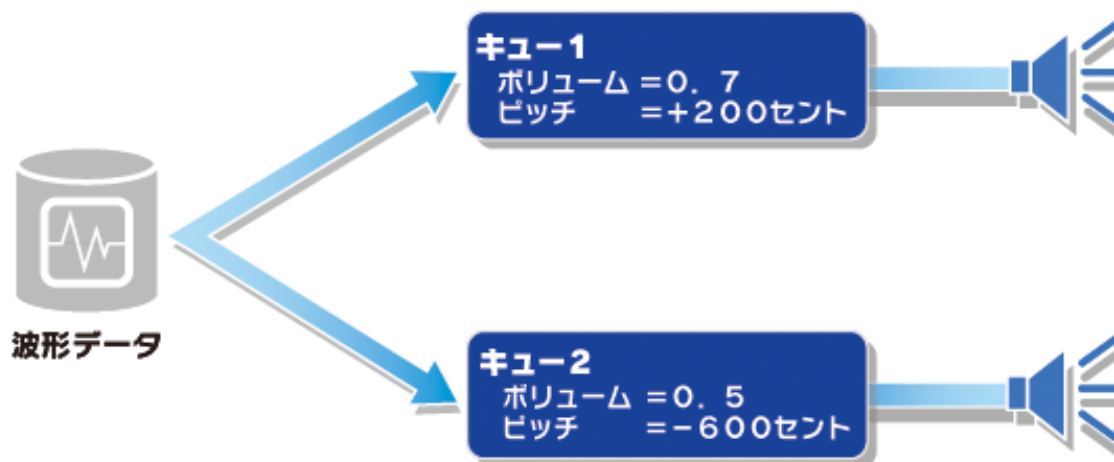 キュー1
ボリューム =0. 7
ピッチ =+200セント
波形データ
キュー2
ボリューム =0. 5
ピッチ =-600セント